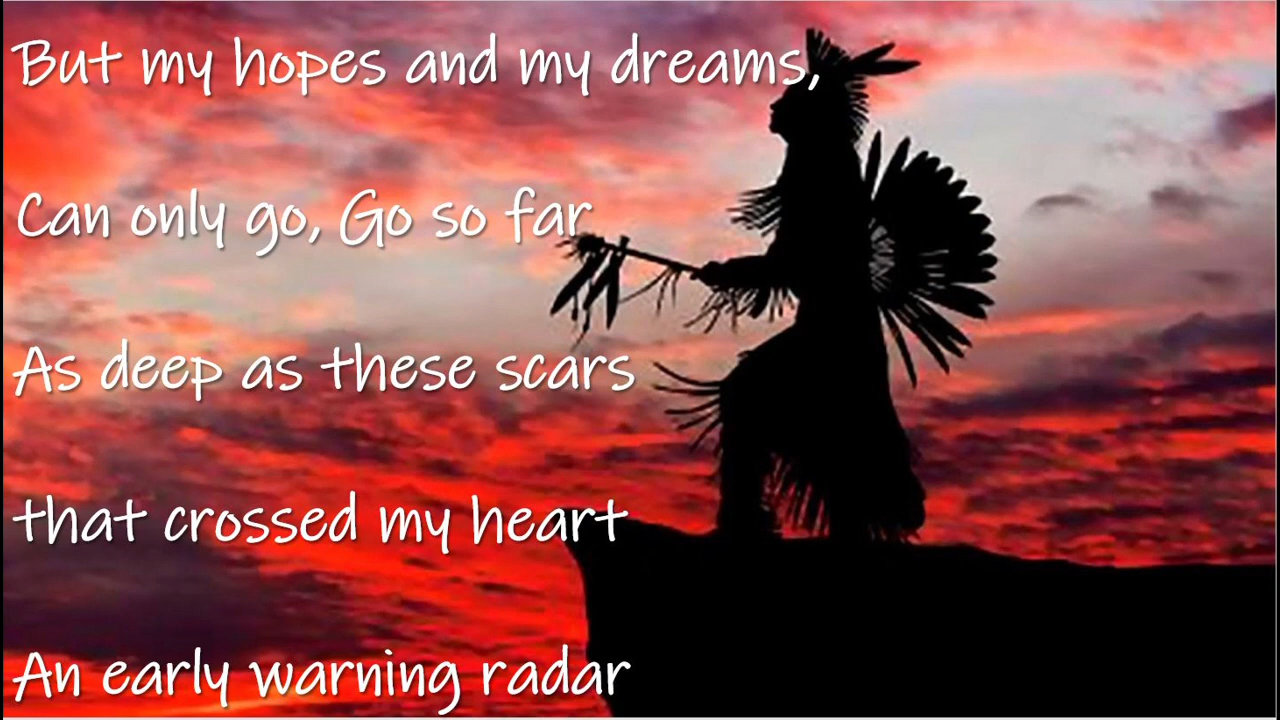 But my hopes and my dreams,
Can only go, Go so far
As deep as these scars
that crossed my heart
An early warning radar